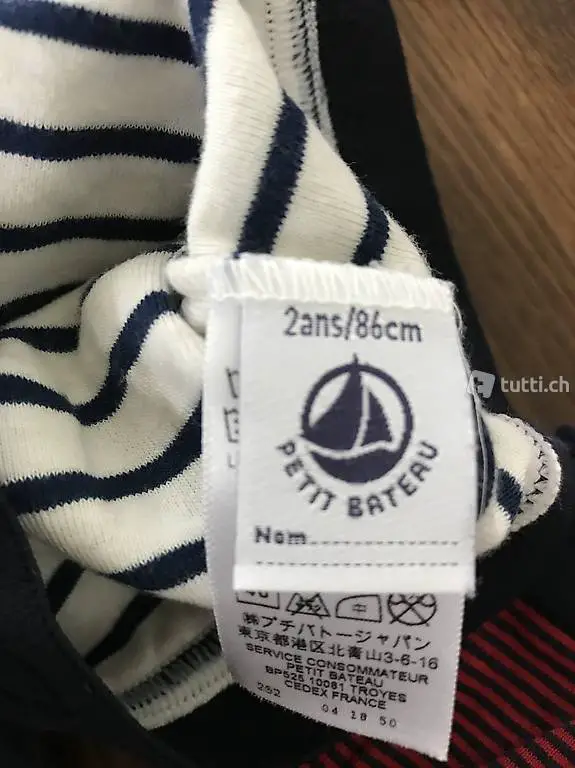 2ans/86cm
PETIT BATEAU
Nom
tutti.ch
㈱プチバトージャパン
東京都港区北青山3-6-16
SERVICE CONSOMMATEUR
PETIT BATEAU
BP525 10081 TROYES
CEDEX FRANCE
232 04 18 50